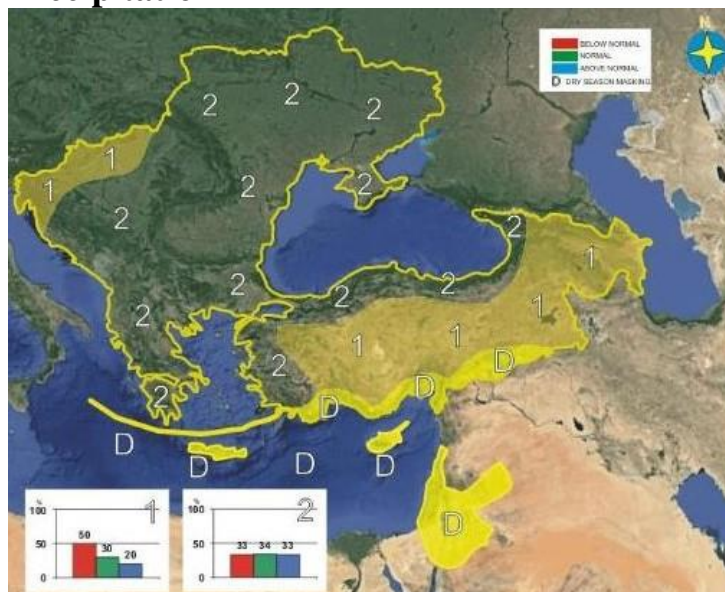 N
BELOW NORMAL
NORMAL
ABOVE NORMAL
D DRY SEASON MASKING
2 2 2
1 1
2 2
2 2
2 2 2
2 1
2 1 1 1
2
D D D
D D D D
D
% 1
100
50
0
50 30 20
% 2
100
50
0
33 34 33